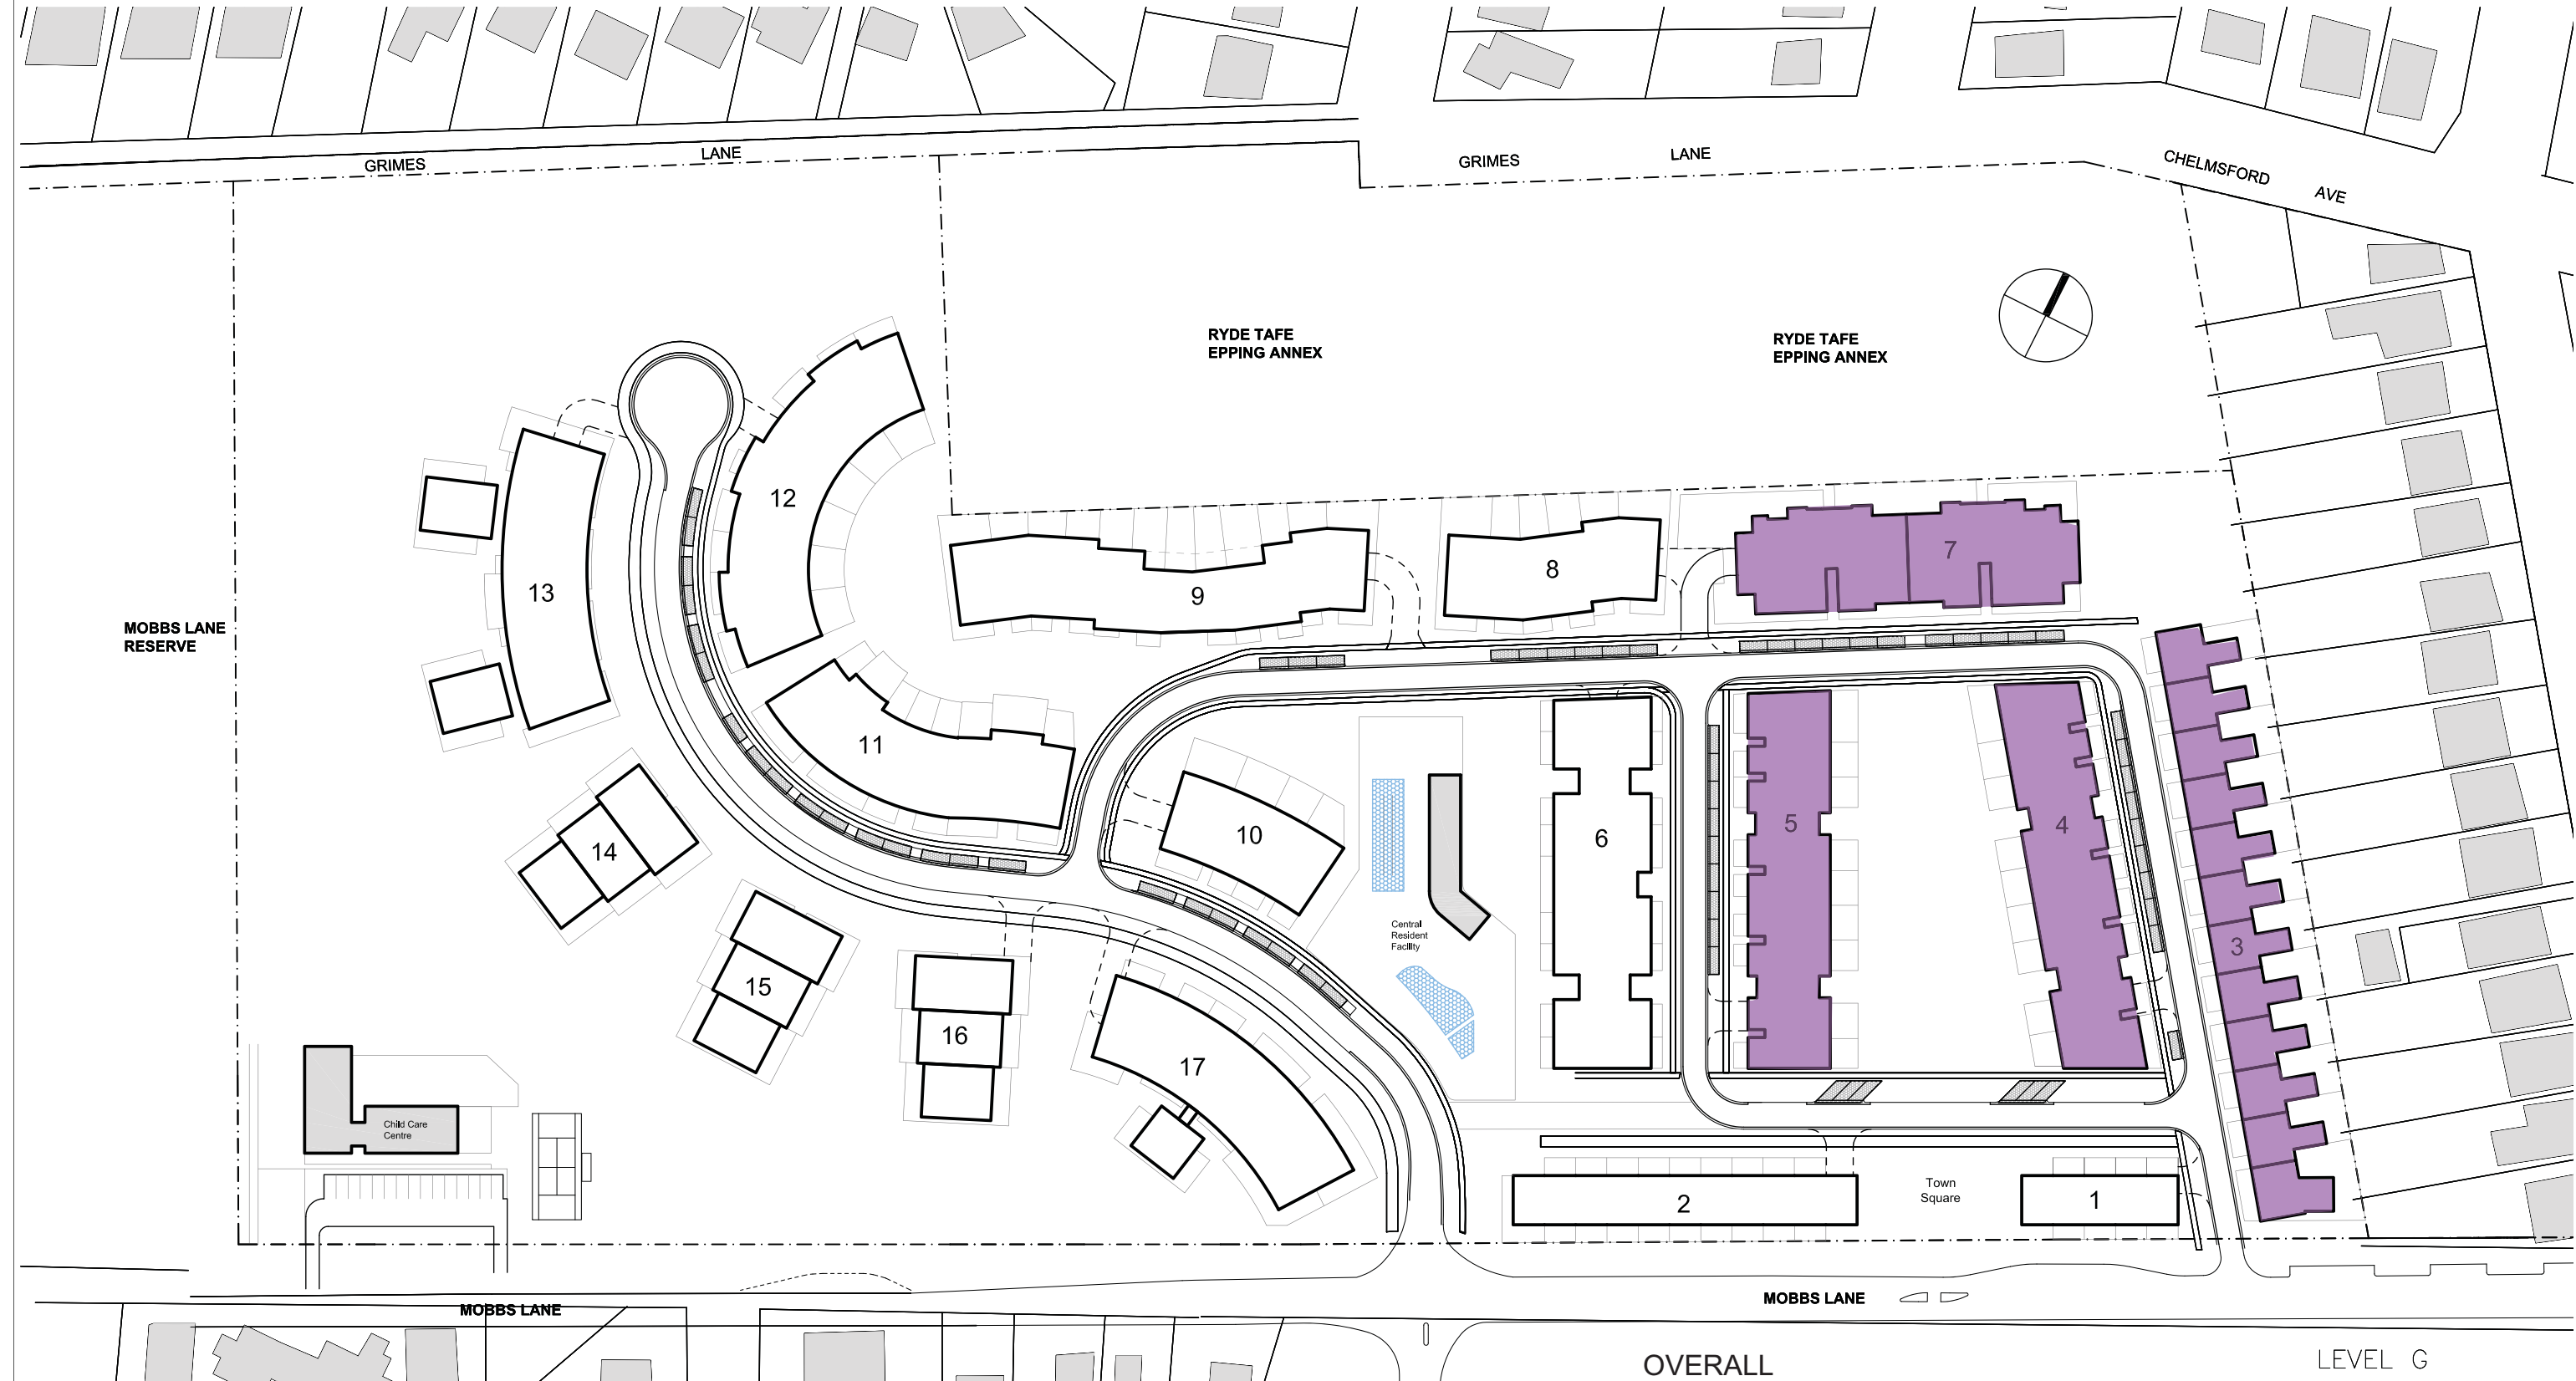 GRIMES
LANE
GRIMES
LANE
CHELMSFORD
AVE
RYDE TAFE
EPPING ANNEX
RYDE TAFE
EPPING ANNEX
12
7
8
13
9
MOBBS LANE
RESERVE
11
10
6
5
4
14
Central
Resident
Facility
3
15
16
17
Child Care
Centre
Town
Square
2
1
MOBBS LANE
MOBBS LANE
OVERALL
LEVEL G